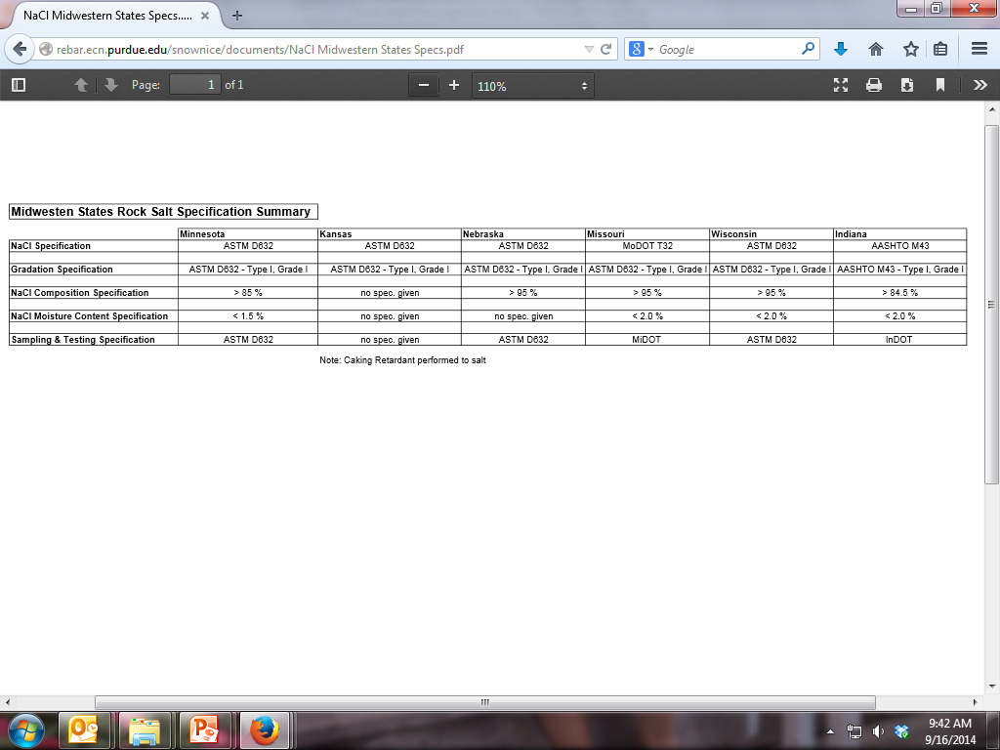 NaCl Midwestern States Specs.....
rebar.ecn.purdue.edu/snownice/documents/NaCl Midwestern States Specs.pdf
Google
Page: 1 of 1
110%
Midwesten States Rock Salt Specification Summary
Minnesota Kansas Nebraska Missouri Wisconsin Indiana
NaCl Specification ASTM D632 ASTM D632 ASTM D632 MoDOT T32 ASTM D632 AASHTO M43
Gradation Specification ASTM D632 - Type I, Grade I ASTM D632 - Type I, Grade I ASTM D632 - Type I, Grade I ASTM D632 - Type I, Grade I ASTM D632 - Type I, Grade I AASHTO M43 - Type I, Grade I
NaCl Composition Specification > 85 % no spec. given > 95 % > 95 % > 95 % > 84.5 %
NaCl Moisture Content Specification < 1.5 % no spec. given no spec. given < 2.0 % < 2.0 % < 2.0 %
Sampling & Testing Specification ASTM D632 no spec. given ASTM D632 MiDOT ASTM D632 InDOT
Note: Caking Retardant performed to salt
9:42 AM
9/16/2014